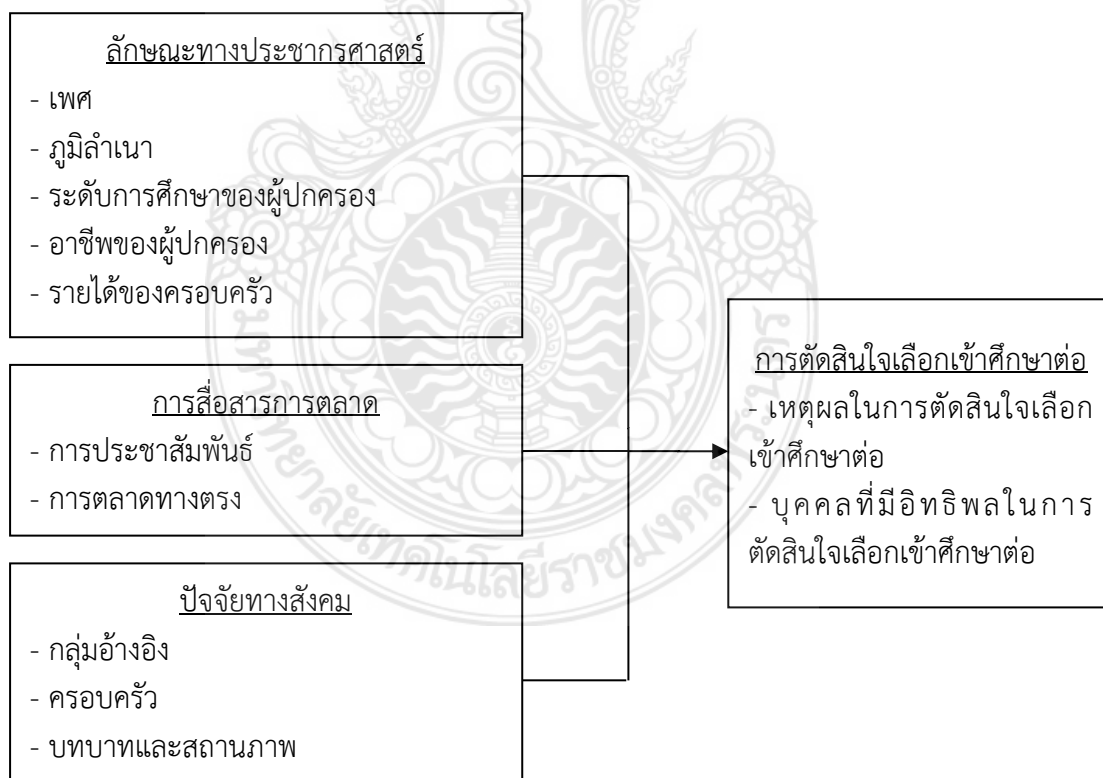 ลักษณะทางประชากรศาสตร์
- เพศ
- ภูมิลำเนา
- ระดับการศึกษาของผู้ปกครอง
- อาชีพของผู้ปกครอง
- รายได้ของครอบครัว
การสื่อสารการตลาด
- การประชาสัมพันธ์
- การตลาดทางตรง
ปัจจัยทางสังคม
- กลุ่มอ้างอิง
- ครอบครัว
- บทบาทและสถานภาพ
การตัดสินใจเลือกเข้าศึกษาต่อ
- เหตุผลในการตัดสินใจเลือก
เข้าศึกษาต่อ
- บุคคลที่มีอิทธิพลในการ
ตัดสินใจเลือกเข้าศึกษาต่อ